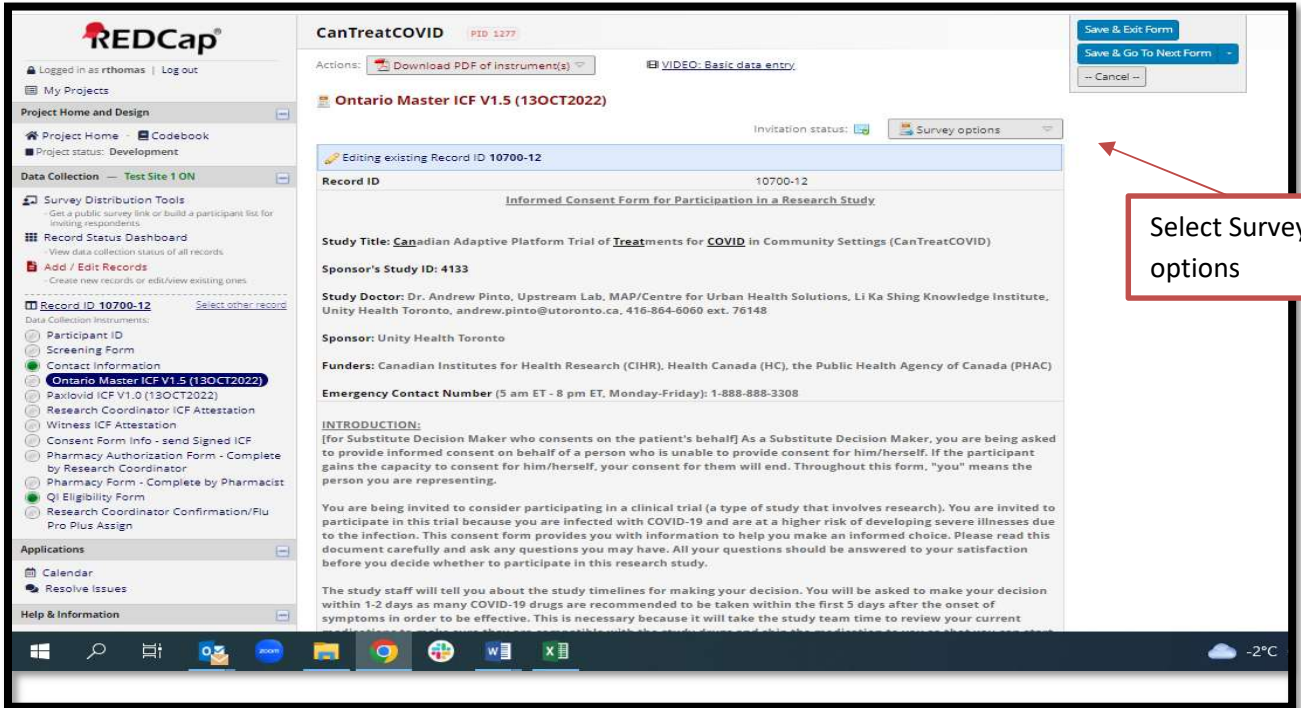 REDCap®
Logged in as rthomas | Log out
My Projects
Project Home and Design
Project Home · Codebook
Project status: Development
Data Collection — Test Site 1 ON
Survey Distribution Tools
- Get a public survey link or build a participant list for
inviting respondents
Record Status Dashboard
- View data collection status of all records
Add / Edit Records
- Create new records or edit/view existing ones
Record ID 10700-12 Select other record
Data Collection Instruments:
Participant ID
Screening Form
Contact Information
Ontario Master ICF V1.5 (13OCT2022)
Paxlovid ICF V1.0 (13OCT2022)
Research Coordinator ICF Attestation
Witness ICF Attestation
Consent Form Info - send Signed ICF
Pharmacy Authorization Form - Complete
by Research Coordinator
Pharmacy Form - Complete by Pharmacist
QI Eligibility Form
Research Coordinator Confirmation/Flu
Pro Plus Assign
Applications
Calendar
Resolve Issues
Help & Information
CanTreatCOVID PID 1277
Actions: Download PDF of instrument(s) VIDEO: Basic data entry
Ontario Master ICF V1.5 (13OCT2022)
Invitation status: Survey options
Editing existing Record ID 10700-12
Record ID 10700-12
Informed Consent Form for Participation in a Research Study
Study Title: Canadian Adaptive Platform Trial of Treatments for COVID in Community Settings (CanTreatCOVID)
Sponsor's Study ID: 4133
Study Doctor: Dr. Andrew Pinto, Upstream Lab, MAP/Centre for Urban Health Solutions, Li Ka Shing Knowledge Institute,
Unity Health Toronto, andrew.pinto@utoronto.ca, 416-864-6060 ext. 76148
Sponsor: Unity Health Toronto
Funders: Canadian Institutes for Health Research (CIHR), Health Canada (HC), the Public Health Agency of Canada (PHAC)
Emergency Contact Number (5 am ET - 8 pm ET, Monday-Friday): 1-888-888-3308
INTRODUCTION:
[for Substitute Decision Maker who consents on the patient's behalf] As a Substitute Decision Maker, you are being asked
to provide informed consent on behalf of a person who is unable to provide consent for him/herself. If the participant
gains the capacity to consent for him/herself, your consent for them will end. Throughout this form, "you" means the
person you are representing.
You are being invited to consider participating in a clinical trial (a type of study that involves research). You are invited to
participate in this trial because you are infected with COVID-19 and are at a higher risk of developing severe illnesses due
to the infection. This consent form provides you with information to help you make an informed choice. Please read this
document carefully and ask any questions you may have. All your questions should be answered to your satisfaction
before you decide whether to participate in this research study.
The study staff will tell you about the study timelines for making your decision. You will be asked to make your decision
within 1-2 days as many COVID-19 drugs are recommended to be taken within the first 5 days after the onset of
symptoms in order to be effective. This is necessary because it will take the study team time to review your current
Save & Exit Form
Save & Go To Next Form
-- Cancel --
Select Survey
options
zoom
-2°C